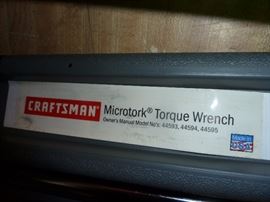 CRAFTSMAN® Microtork® Torque Wrench
Owner's Manual Model No's: 44593, 44594, 44595
Made in
USA